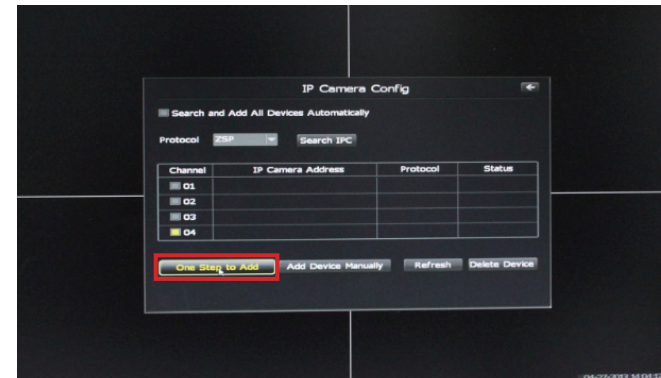 IP Camera Config
Search and Add All Devices Automatically
Protocol ZSP Search IPC
Channel IP Camera Address Protocol Status
01
02
03
04
One Step to Add Add Device Manually Refresh Delete Device